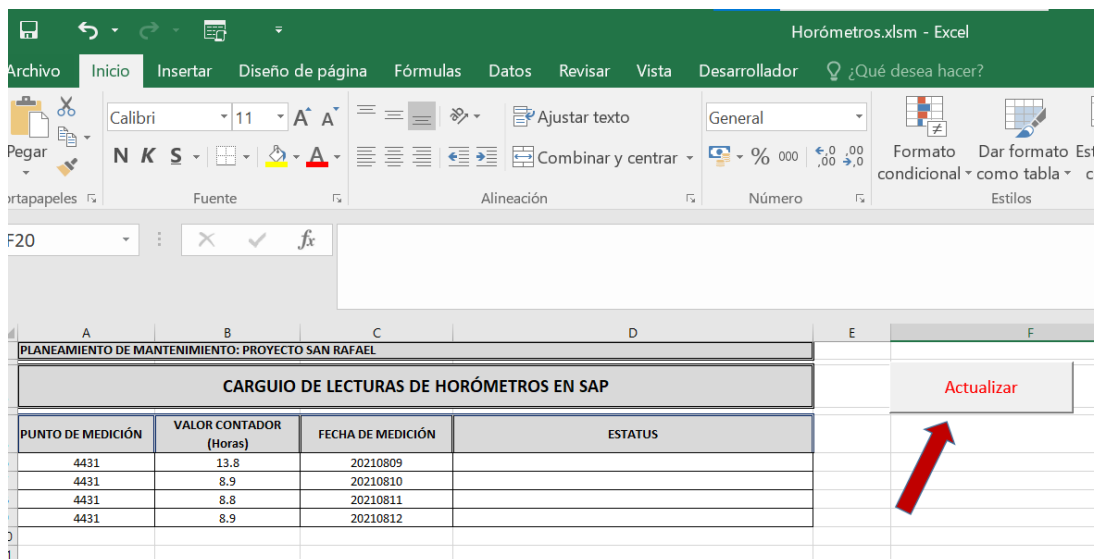 Horómetros.xlsm - Excel
Archivo Inicio Insertar Diseño de página Fórmulas Datos Revisar Vista Desarrollador ¿Qué desea hacer?
Calibri 11 A A Ajustar texto General
Pegar N K S A Combinar y centrar % 000 ,00 ,00 Formato condicional Dar formato como tabla Est
ortapapeles Fuente Alineación Número Estilos
F20 fx
A B C D E F
PLANEAMIENTO DE MANTENIMIENTO: PROYECTO SAN RAFAEL
CARGUIO DE LECTURAS DE HORÓMETROS EN SAP Actualizar
PUNTO DE MEDICIÓN VALOR CONTADOR (Horas) FECHA DE MEDICIÓN ESTATUS
4431 13.8 20210809
4431 8.9 20210810
4431 8.8 20210811
4431 8.9 20210812